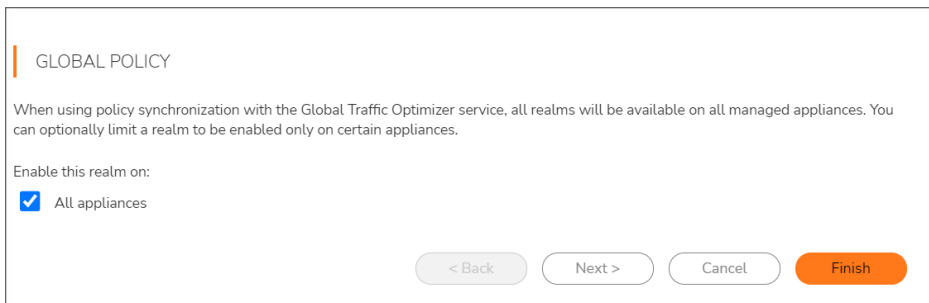 GLOBAL POLICY
When using policy synchronization with the Global Traffic Optimizer service, all realms will be available on all managed appliances. You
can optionally limit a realm to be enabled only on certain appliances.
Enable this realm on:
All appliances
< Back Next > Cancel Finish